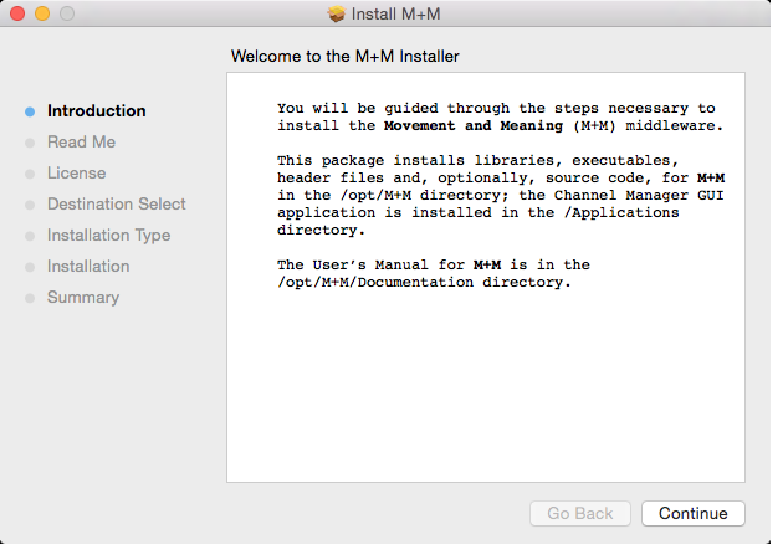 Install M+M
Welcome to the M+M Installer
Introduction
Read Me
License
Destination Select
Installation Type
Installation
Summary
You will be guided through the steps necessary to
install the Movement and Meaning (M+M) middleware.
This package installs libraries, executables,
header files and, optionally, source code, for M+M
in the /opt/M+M directory; the Channel Manager GUI
application is installed in the /Applications
directory.
The User's Manual for M+M is in the
/opt/M+M/Documentation directory.
Go Back
Continue